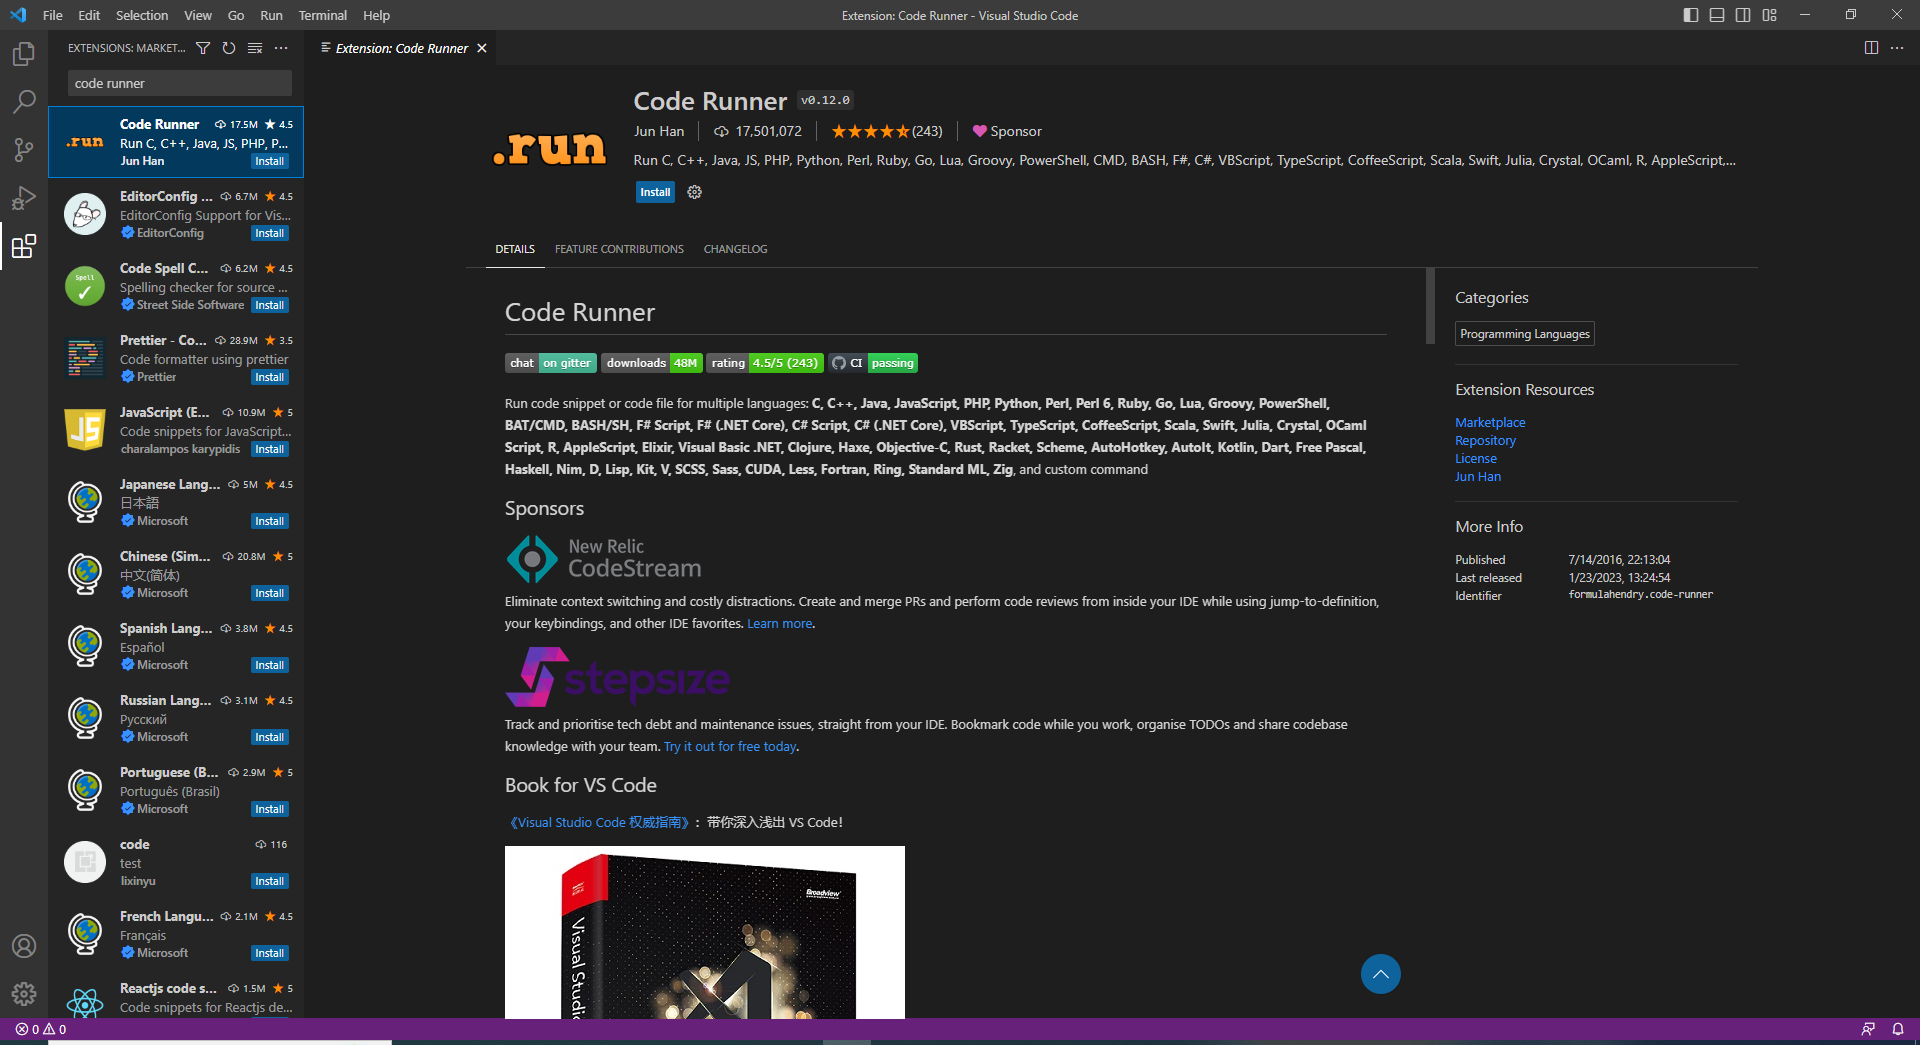 File Edit Selection View Go Run Terminal Help
Extension: Code Runner - Visual Studio Code
EXTENSIONS: MARKET...
code runner
Code Runner 17.5M 4.5
Run C, C++, Java, JS, PHP, P...
Jun Han Install
EditorConfig ... 6.7M 4.5
EditorConfig Support for Vis...
EditorConfig Install
Code Spell C... 6.2M 4.5
Spelling checker for source ...
Street Side Software Install
Prettier - Co... 28.9M 3.5
Code formatter using prettier
Prettier Install
JavaScript (E... 10.9M 5
Code snippets for JavaScript...
charalampos karypidis Install
Japanese Lang... 5M 4.5
日本語
Microsoft Install
Chinese (Sim... 20.8M 5
中文(简体)
Microsoft Install
Spanish Lang... 3.8M 4.5
Español
Microsoft Install
Russian Lang... 3.1M 4.5
Русский
Microsoft Install
Portuguese (B... 2.9M 5
Português (Brasil)
Microsoft Install
code 116
test
lixinyu Install
French Langu... 2.1M 4.5
Français
Microsoft Install
Reactjs code s... 1.5M 5
Code snippets for Reactjs de...
.run
Spell
JS
Extension: Code Runner
.run
Code Runner v0.12.0
Jun Han 17,501,072 (243) Sponsor
Run C, C++, Java, JS, PHP, Python, Perl, Ruby, Go, Lua, Groovy, PowerShell, CMD, BASH, F#, C#, VBScript, TypeScript, CoffeeScript, Scala, Swift, Julia, Crystal, OCaml, R, AppleScript,...
Install
DETAILS FEATURE CONTRIBUTIONS CHANGELOG
Code Runner
chat on gitter downloads 48M rating 4.5/5 (243) CI passing
Run code snippet or code file for multiple languages: C, C++, Java, JavaScript, PHP, Python, Perl, Perl 6, Ruby, Go, Lua, Groovy, PowerShell,
BAT/CMD, BASH/SH, F# Script, F# (.NET Core), C# Script, C# (.NET Core), VBScript, TypeScript, CoffeeScript, Scala, Swift, Julia, Crystal, OCaml
Script, R, AppleScript, Elixir, Visual Basic .NET, Clojure, Haxe, Objective-C, Rust, Racket, Scheme, AutoHotkey, AutoIt, Kotlin, Dart, Free Pascal,
Haskell, Nim, D, Lisp, Kit, V, SCSS, Sass, CUDA, Less, Fortran, Ring, Standard ML, Zig, and custom command
Sponsors
New Relic
CodeStream
Eliminate context switching and costly distractions. Create and merge PRs and perform code reviews from inside your IDE while using jump-to-definition,
your keybindings, and other IDE favorites. Learn more.
stepsize
Track and prioritise tech debt and maintenance issues, straight from your IDE. Bookmark code while you work, organise TODOs and share codebase
knowledge with your team. Try it out for free today.
Book for VS Code
《Visual Studio Code 权威指南》：带你深入浅出 VS Code!
Broadview
Visual Studi
Categories
Programming Languages
Extension Resources
Marketplace
Repository
License
Jun Han
More Info
Published 7/14/2016, 22:13:04
Last released 1/23/2023, 13:24:54
Identifier formulahendry.code-runner
0 0